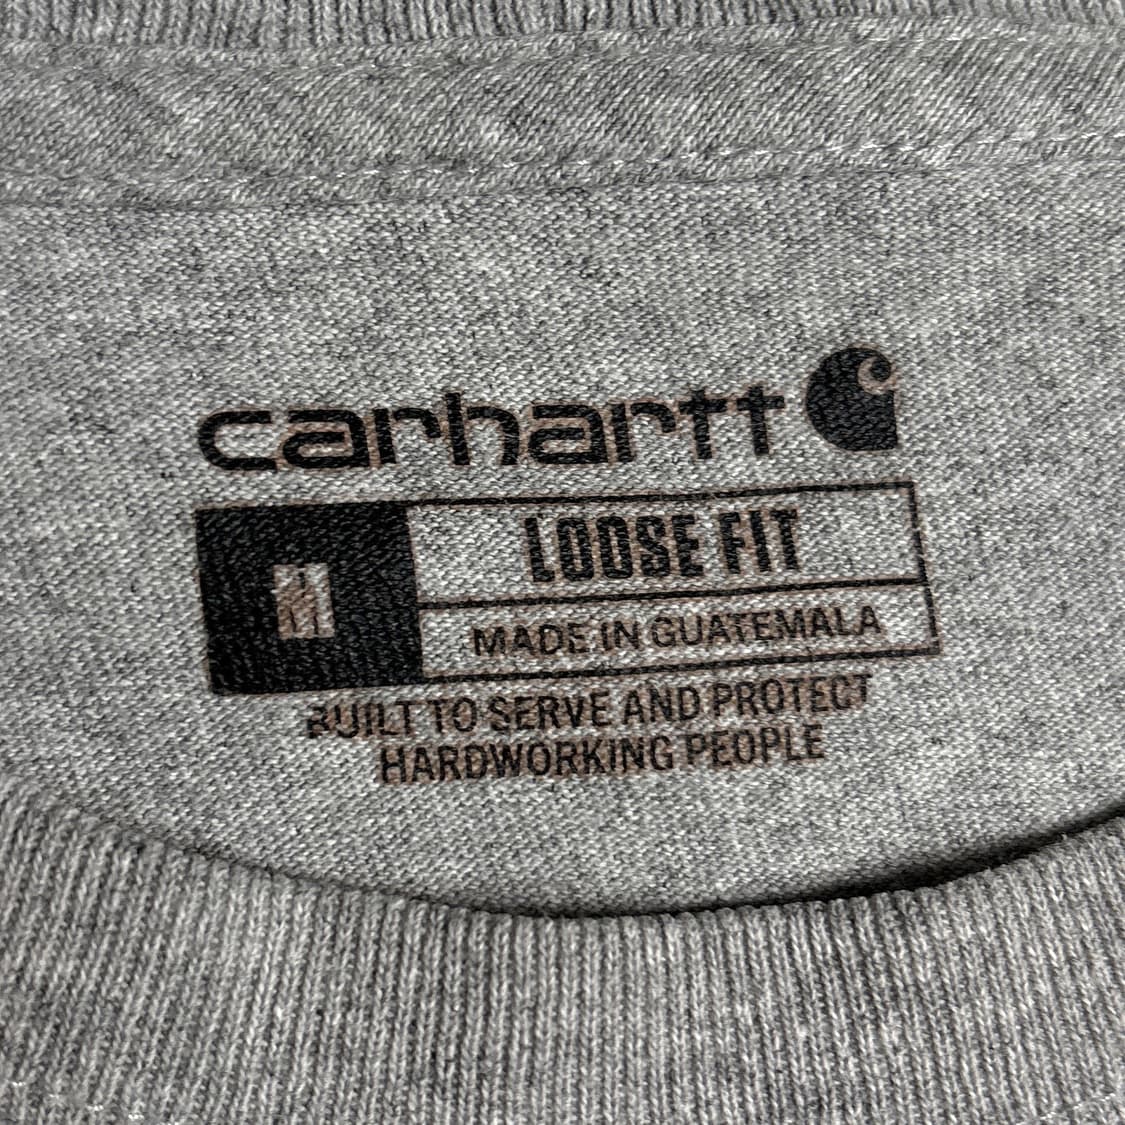 carhartt
M
LOOSE FIT
MADE IN GUATEMALA
BUILT TO SERVE AND PROTECT
HARDWORKING PEOPLE